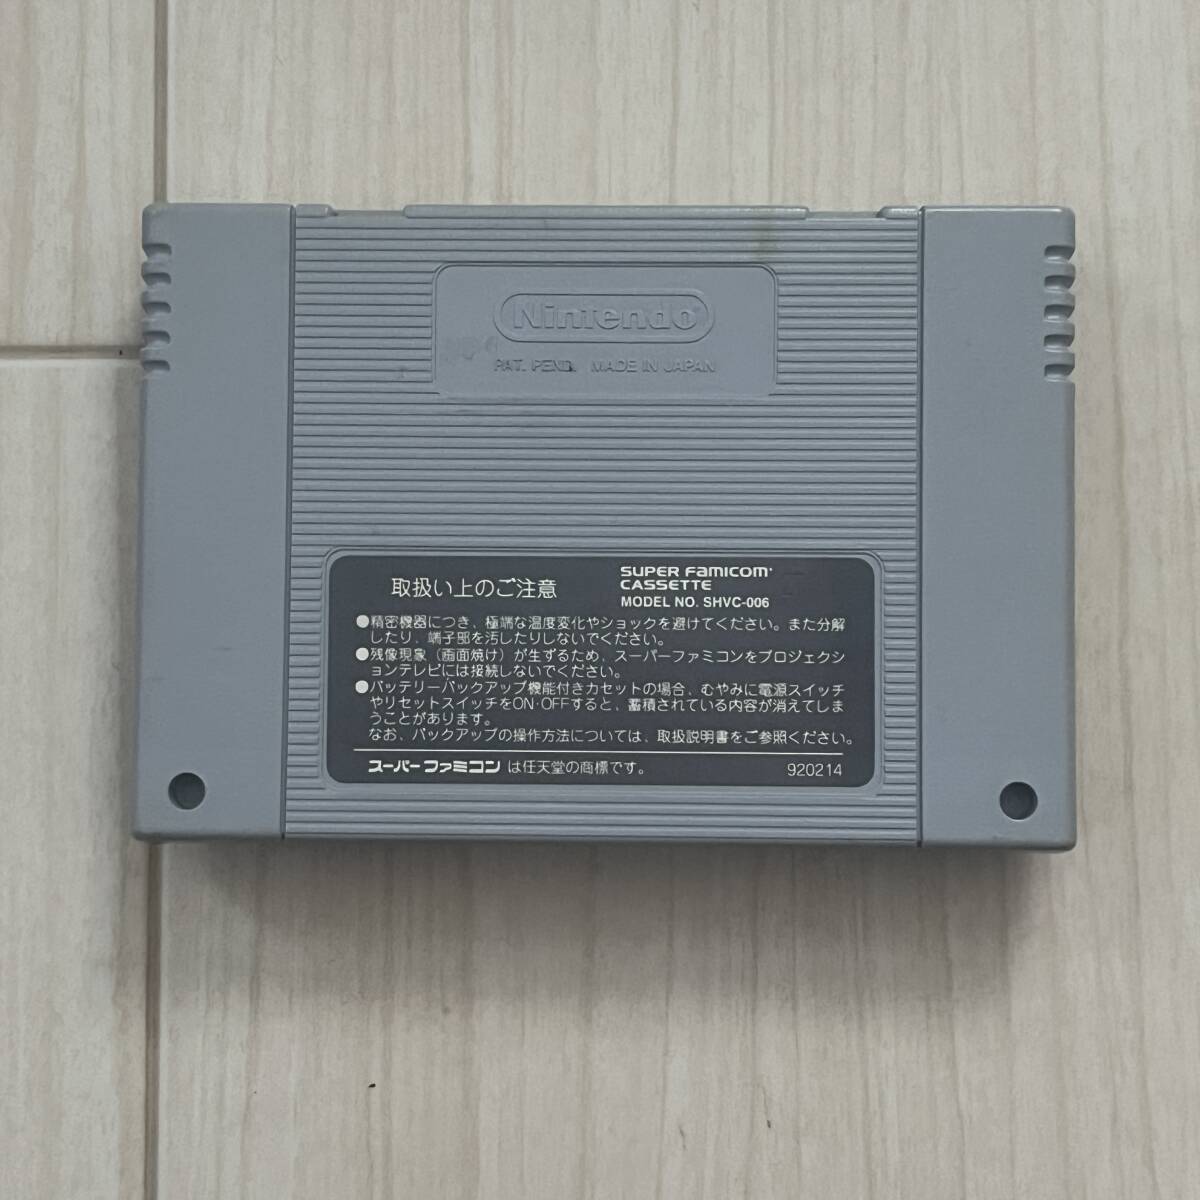 Nintendo®
PAT. PEND. MADE IN JAPAN
取扱い上のご注意
SUPER FAMICOM
CASSETTE
MODEL NO. SHVC-006
●精密機器につき、極端な温度変化やショックを避けてください。また分解
したり、端子部を汚したりしないでください。
●残像現象（画面焼け）が生ずるため、スーパーファミコンをプロジェクシ
ョンテレビには接続しないでください。
●バッテリーバックアップ機能付きカセットの場合、むやみに電源スイッチ
やリセットスイッチをON・OFFすると、蓄積されている内容が消えてしま
うことがあります。
なお、バックアップの操作方法については、取扱説明書をご参照ください。
スーパーファミコン は任天堂の商標です。
920214